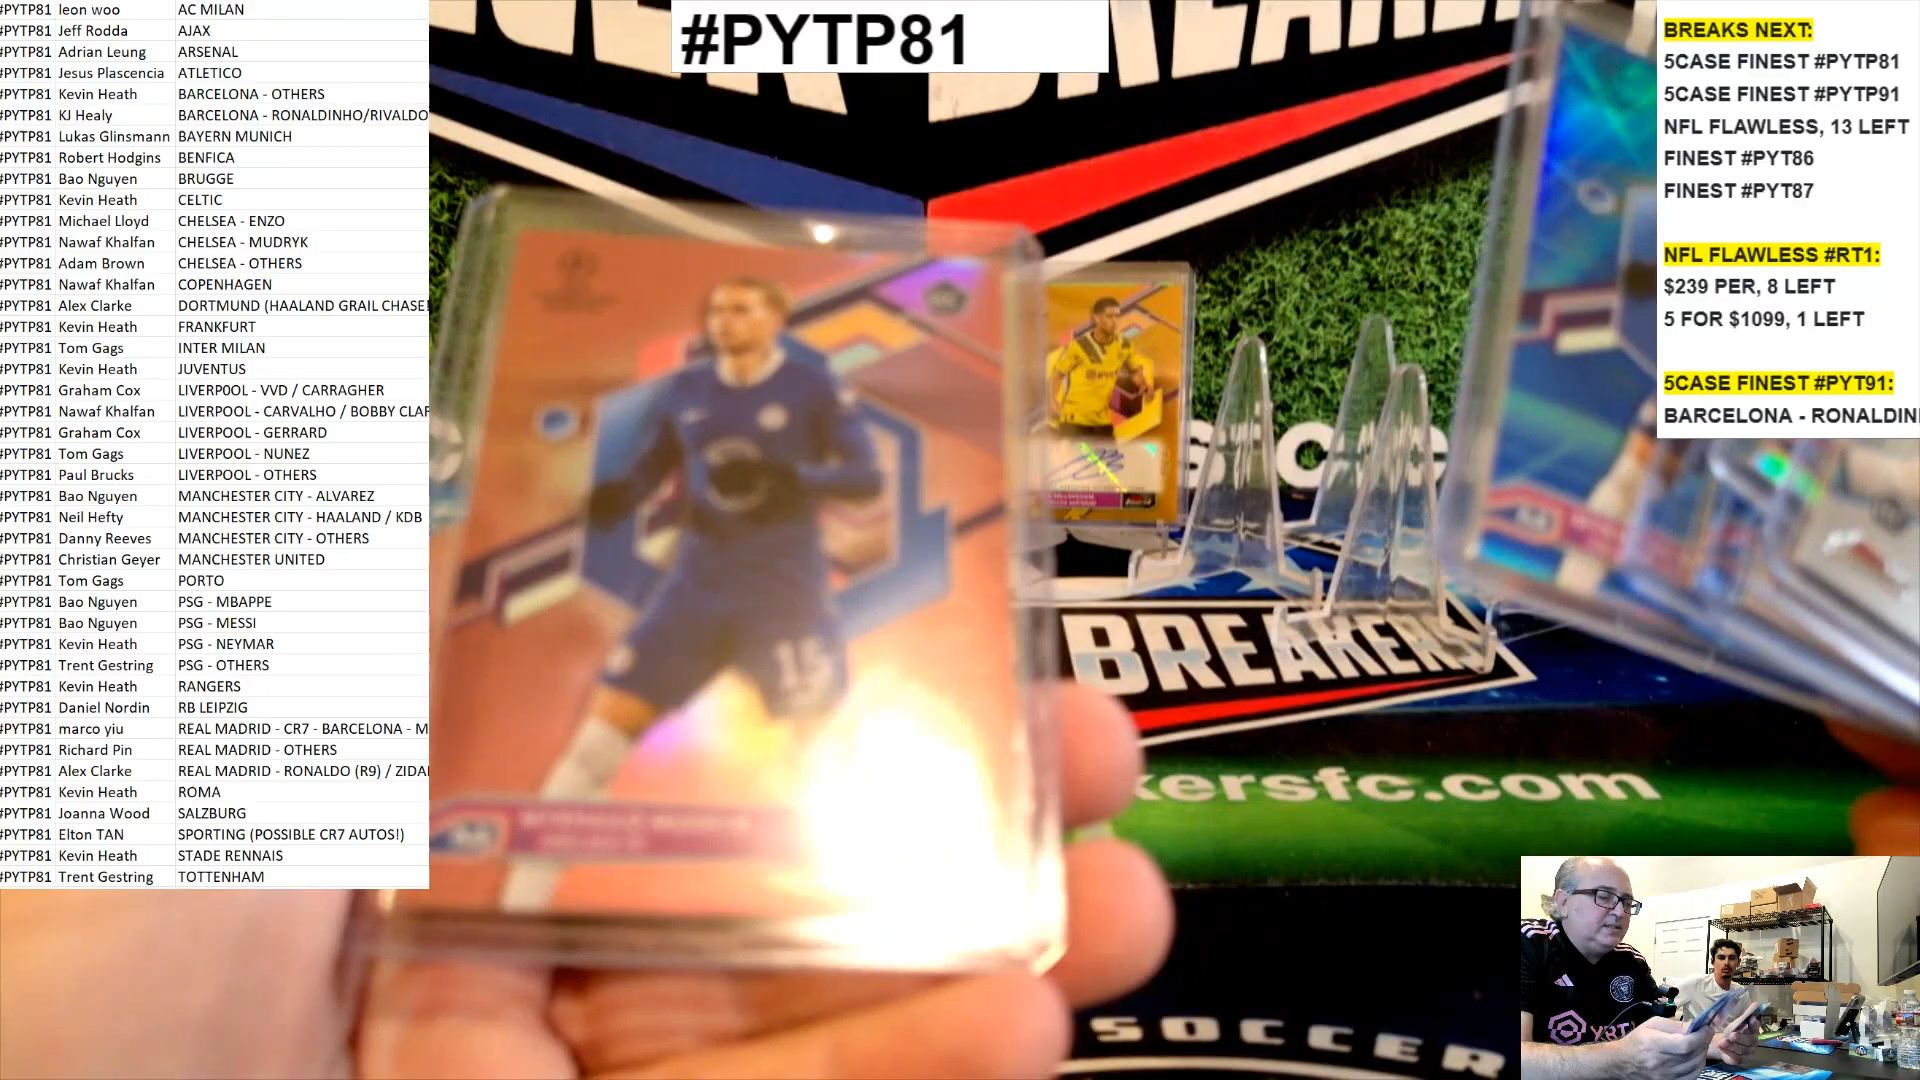 #PYTP81 leon woo AC MILAN
#PYTP81 Jeff Rodda AJAX
#PYTP81 Adrian Leung ARSENAL
#PYTP81 Jesus Plascencia ATLETICO
#PYTP81 Kevin Heath BARCELONA - OTHERS
#PYTP81 KJ Healy BARCELONA - RONALDINHO/RIVALDO
#PYTP81 Lukas Glinsmann BAYERN MUNICH
#PYTP81 Robert Hodgins BENFICA
#PYTP81 Bao Nguyen BRUGGE
#PYTP81 Kevin Heath CELTIC
#PYTP81 Michael Lloyd CHELSEA - ENZO
#PYTP81 Nawaf Khalfan CHELSEA - MUDRYK
#PYTP81 Adam Brown CHELSEA - OTHERS
#PYTP81 Nawaf Khalfan COPENHAGEN
#PYTP81 Alex Clarke DORTMUND (HAALAND GRAIL CHASE!
#PYTP81 Kevin Heath FRANKFURT
#PYTP81 Tom Gags INTER MILAN
#PYTP81 Kevin Heath JUVENTUS
#PYTP81 Graham Cox LIVERP0OL - VVD / CARRAGHER
#PYTP81 Nawaf Khalfan LIVERPOOL - CARVALHO / BOBBY CLAR
#PYTP81 Graham Cox LIVERPOOL - GERRARD
#PYTP81 Tom Gags LIVERPOOL - NUNEZ
#PYTP81 Paul Brucks LIVERPOOL - OTHERS
#PYTP81 Bao Nguyen MANCHESTER CITY - ALVAREZ
#PYTP81 Neil Hefty MANCHESTER CITY - HAALAND / KDB
#PYTP81 Danny Reeves MANCHESTER CITY - OTHERS
#PYTP81 Christian Geyer MANCHESTER UNITED
#PYTP81 Tom Gags PORTO
#PYTP81 Bao Nguyen PSG - MBAPPE
#PYTP81 Bao Nguyen PSG - MESSI
#PYTP81 Kevin Heath PSG - NEYMAR
#PYTP81 Trent Gestring PSG - OTHERS
#PYTP81 Kevin Heath RANGERS
#PYTP81 Daniel Nordin RB LEIPZIG
#PYTP81 marco yiu REAL MADRID - CR7 - BARCELONA - M
#PYTP81 Richard Pin REAL MADRID - OTHERS
#PYTP81 Alex Clarke REAL MADRID - RONALDO (R9) / ZIDA
#PYTP81 Kevin Heath ROMA
#PYTP81 Joanna Wood SALZBURG
#PYTP81 Elton TAN SPORTING (POSSIBLE CR7 AUTOS!)
#PYTP81 Kevin Heath STADE RENNAIS
#PYTP81 Trent Gestring TOTTENHAM
#PYTP81
BREAKS NEXT:
5CASE FINEST #PYTP81
5CASE FINEST #PYTP91
NFL FLAWLESS, 13 LEFT
FINEST #PYT86
FINEST #PYT87
NFL FLAWLESS #RT1:
$239 PER, 8 LEFT
5 FOR $1099, 1 LEFT
5CASE FINEST #PYT91:
BARCELONA - RONALDIN
15
BREAKERS
kersfc.com
SOCCER